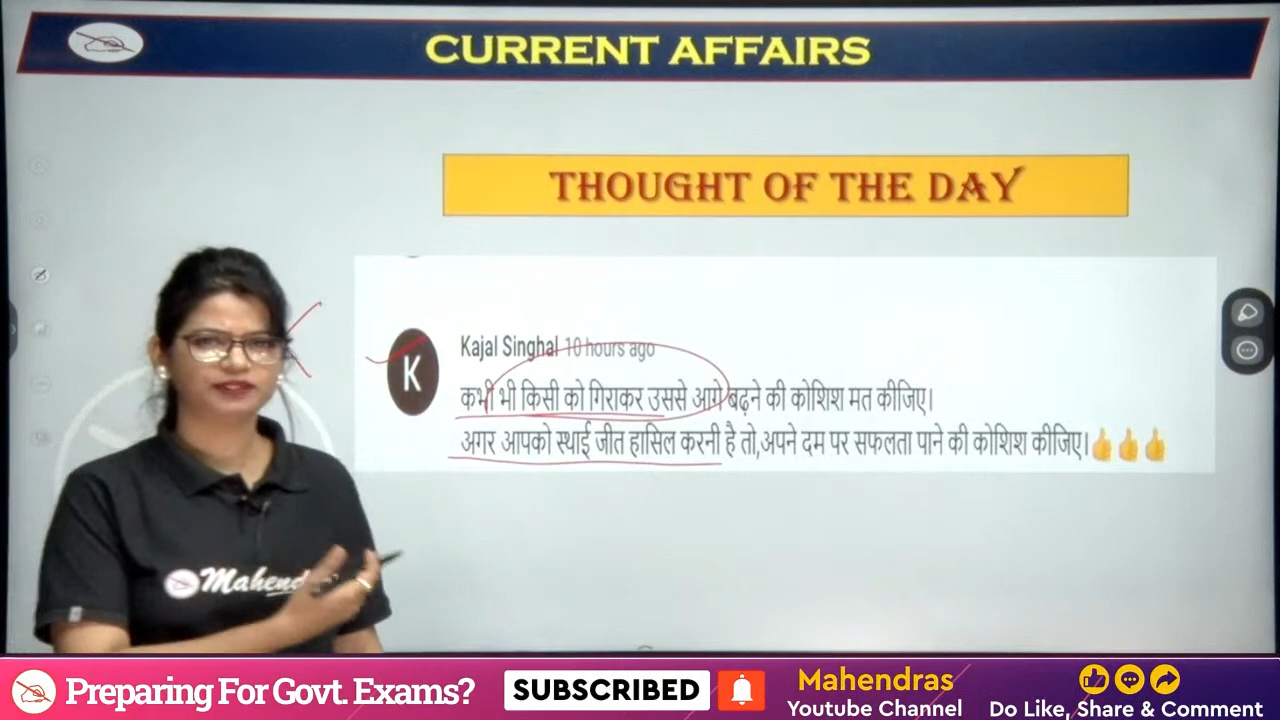 CURRENT AFFAIRS
THOUGHT OF THE DAY
K
Kajal Singhal 10 hours ago
कभी भी किसी को गिराकर उससे आगे बढ़ने की कोशिश मत कीजिए।
अगर आपको स्थाई जीत हासिल करनी है तो,अपने दम पर सफलता पाने की कोशिश कीजिए।👍👍👍
Preparing For Govt. Exams?
SUBSCRIBED
Mahendras
Youtube Channel
Do Like, Share & Comment